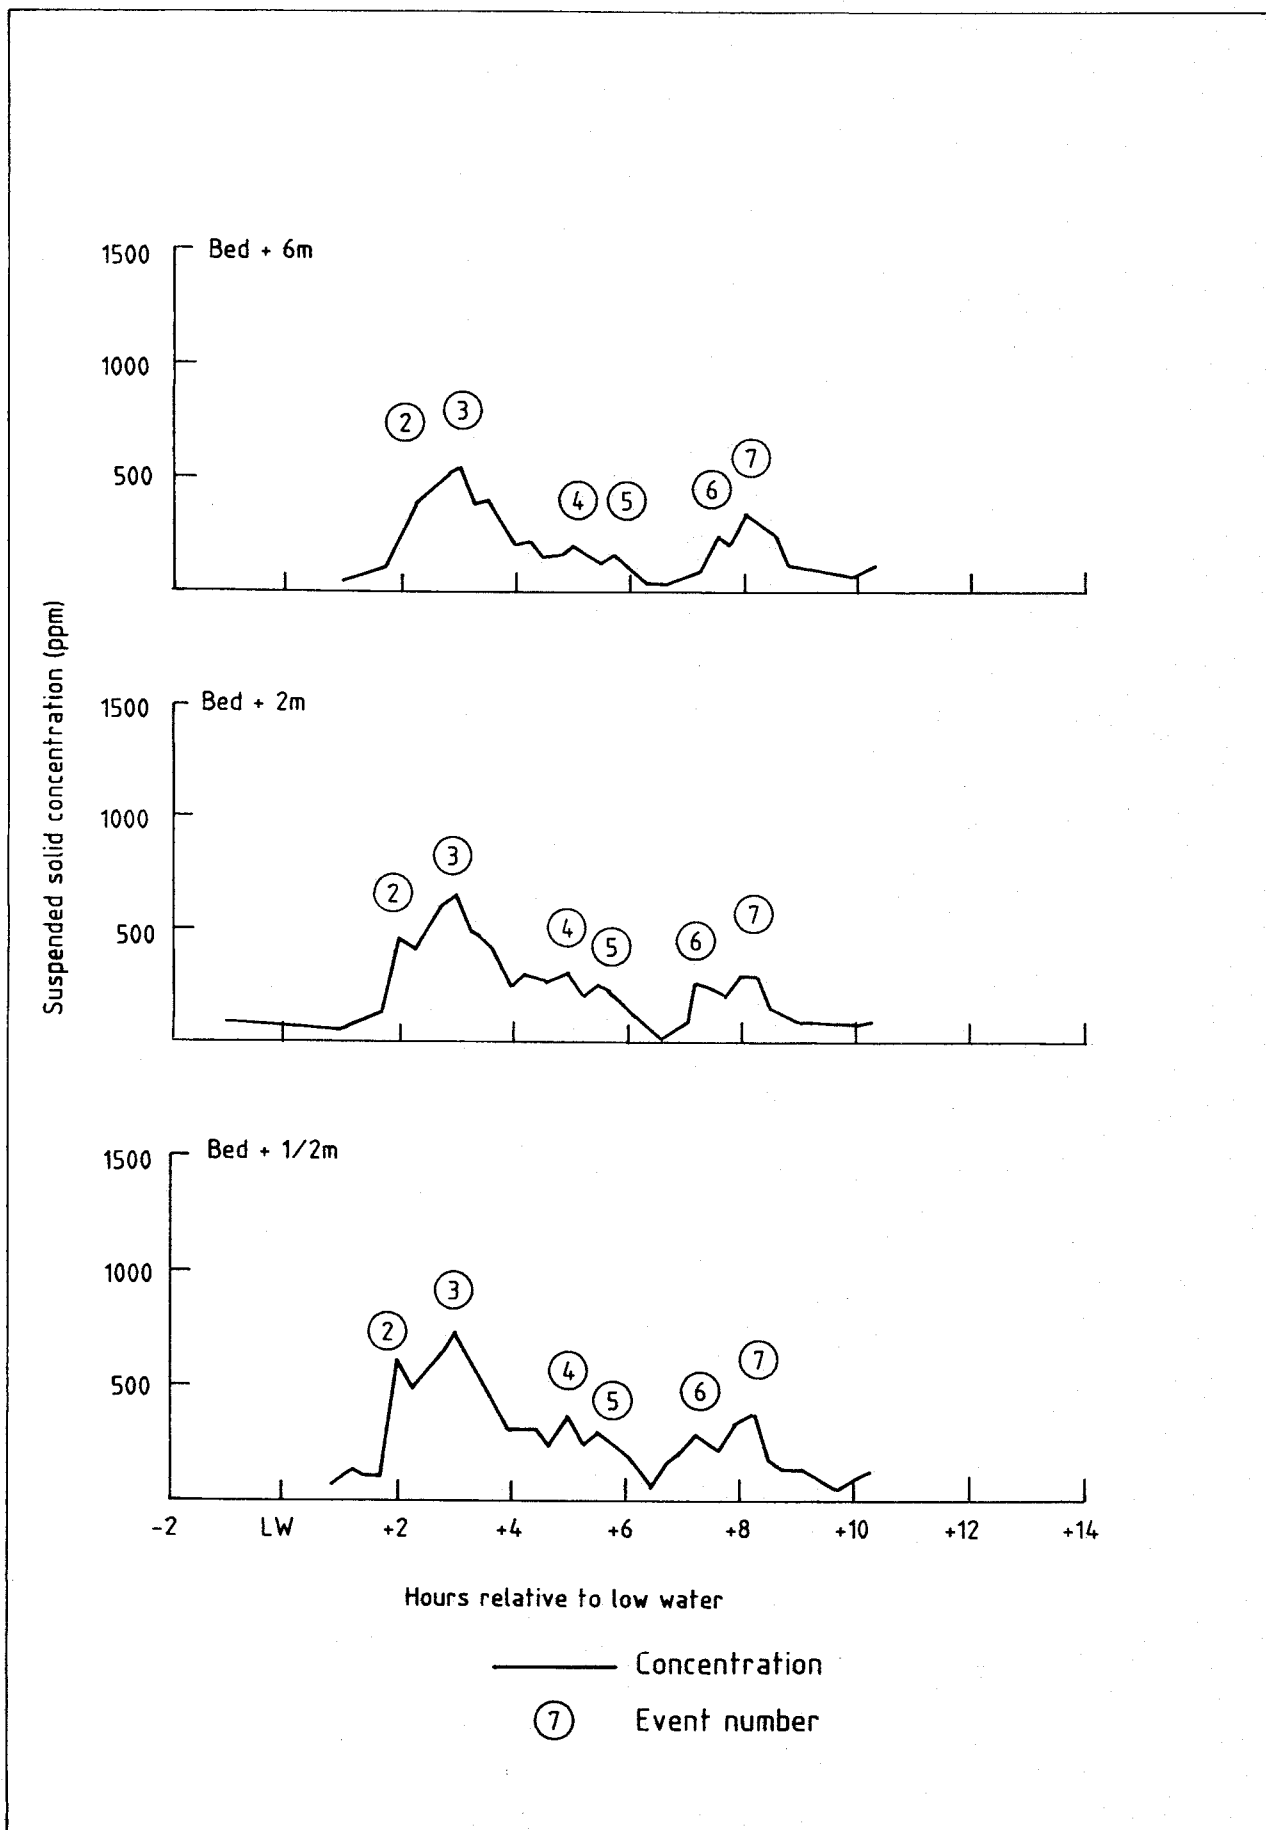 Suspended solid concentration (ppm)
1500 Bed + 6m
1000
500
2 3 4 5 6 7
1500 Bed + 2m
1000
500
2 3 4 5 6 7
1500 Bed + 1/2m
1000
500
2 3 4 5 6 7
-2 LW +2 +4 +6 +8 +10 +12 +14
Hours relative to low water
Concentration
7 Event number